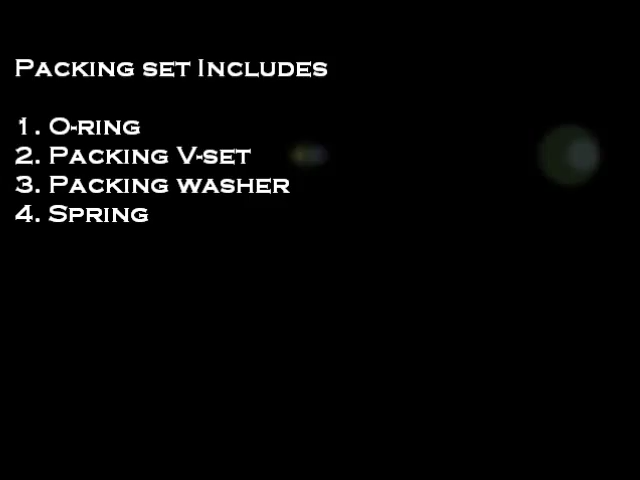 Packing set Includes
1. O-ring
2. Packing V-set
3. Packing washer
4. Spring